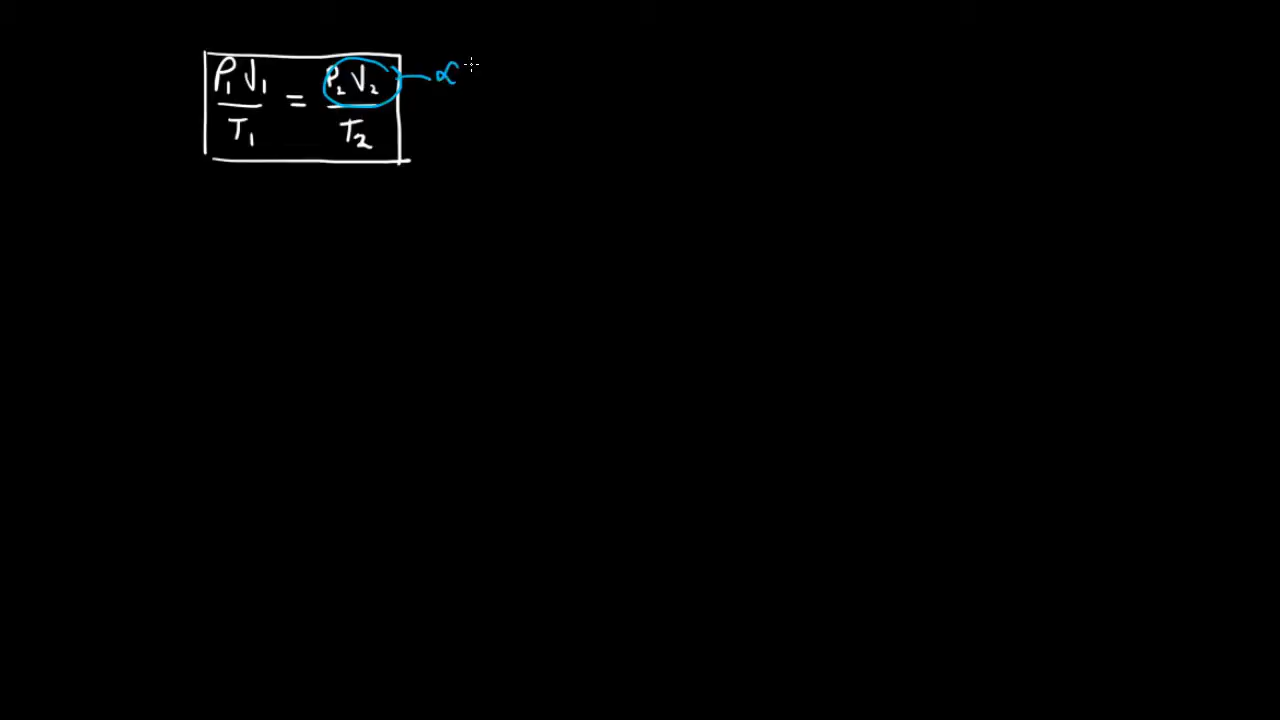 P₁V₁/T₁ = P₂V₂/T₂ — ∝